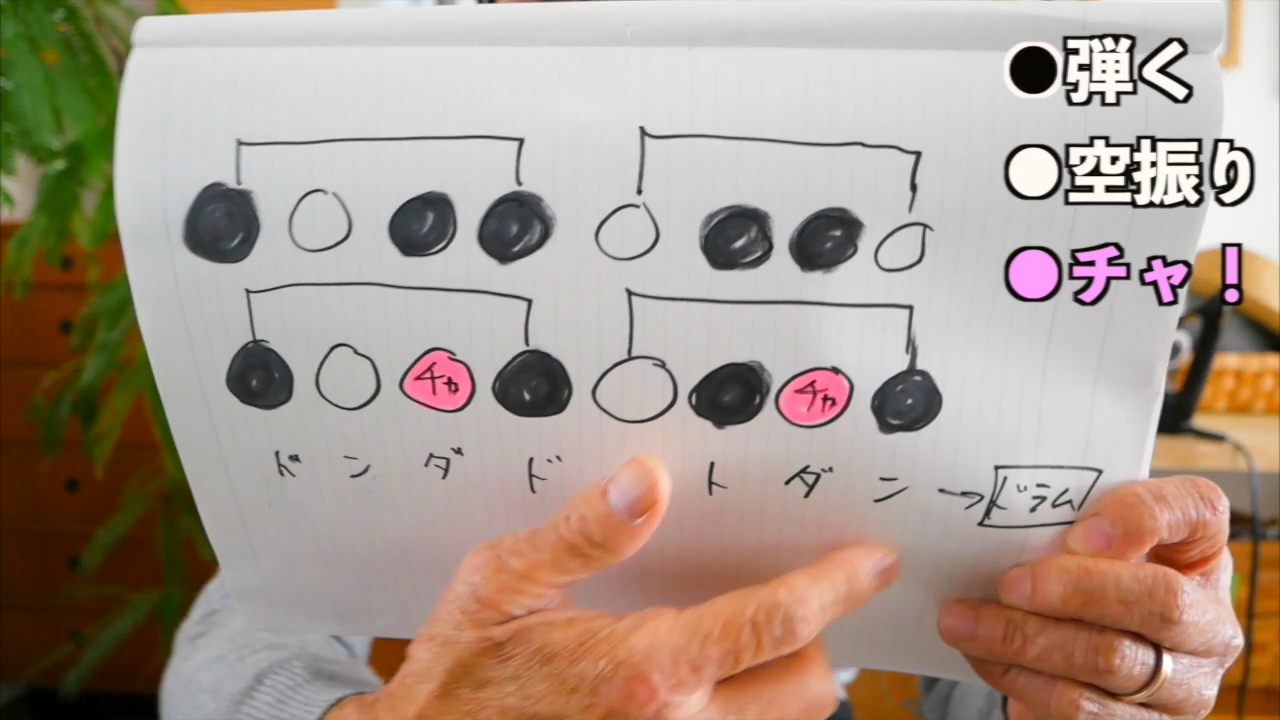 ●弾く
○空振り
●チャ！
チャ チャ
ドンダド トダン→ドラム